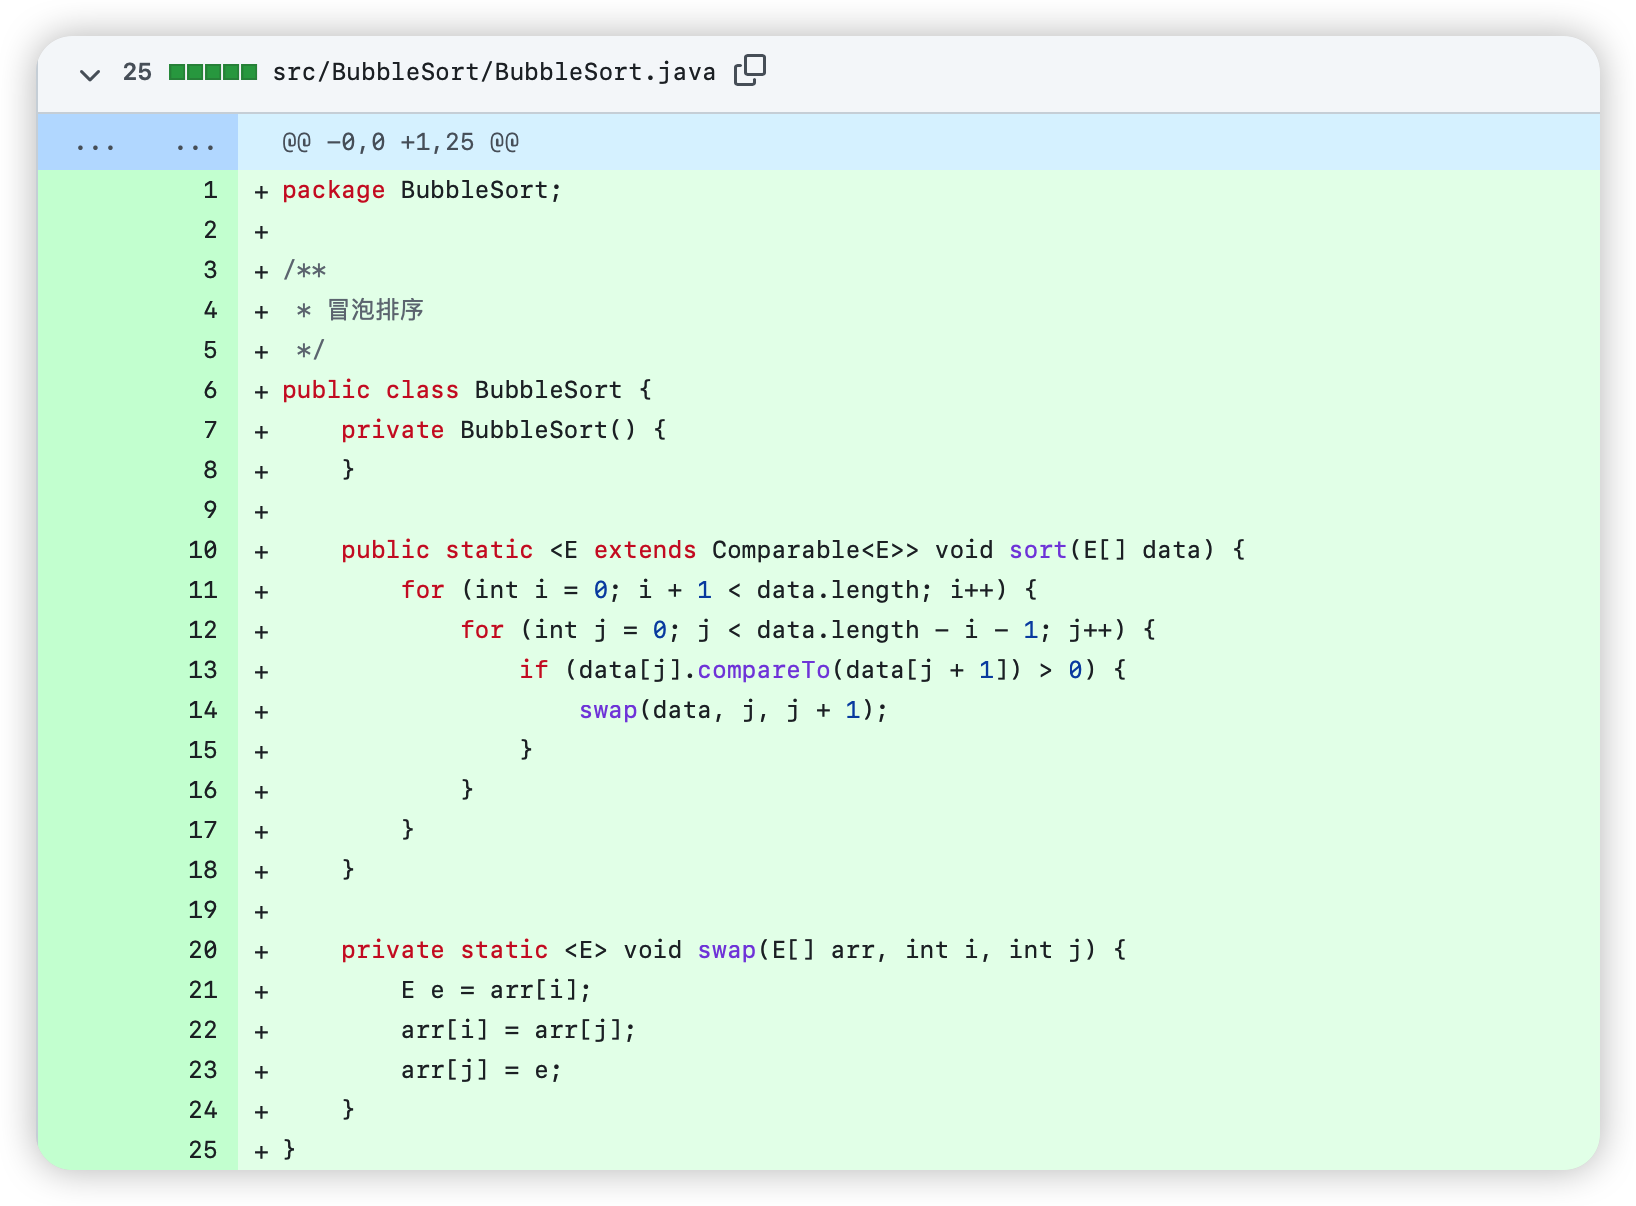 25 src/BubbleSort/BubbleSort.java
... ... @@ -0,0 +1,25 @@
1 + package BubbleSort;
2 +
3 + /**
4 +  * 冒泡排序
5 +  */
6 + public class BubbleSort {
7 +     private BubbleSort() {
8 +     }
9 +
10 +     public static <E extends Comparable<E>> void sort(E[] data) {
11 +         for (int i = 0; i + 1 < data.length; i++) {
12 +             for (int j = 0; j < data.length - i - 1; j++) {
13 +                 if (data[j].compareTo(data[j + 1]) > 0) {
14 +                     swap(data, j, j + 1);
15 +                 }
16 +             }
17 +         }
18 +     }
19 +
20 +     private static <E> void swap(E[] arr, int i, int j) {
21 +         E e = arr[i];
22 +         arr[i] = arr[j];
23 +         arr[j] = e;
24 +     }
25 + }